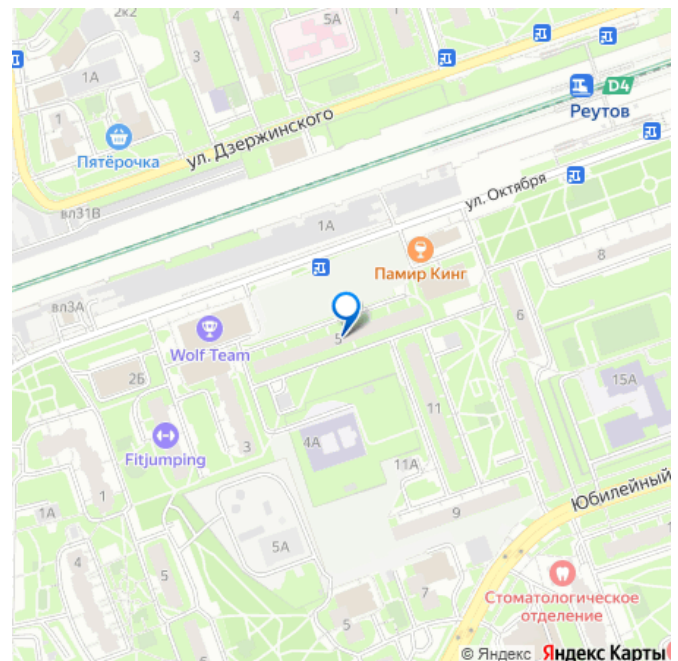 2к2
5А
3
4
1А
1
D4
Реутов
Пятёрочка
ул. Дзержинского
ул. Октября
вл31В
1А
8
Памир Кинг
вл3А
6
5
Wolf Team
2Б
15А
11
4А
3
Fitjumping
11А
1
Юбилейный
9
1А
5А
4
5
7
Стоматологическое
отделение
© Яндекс Яндекс Карты